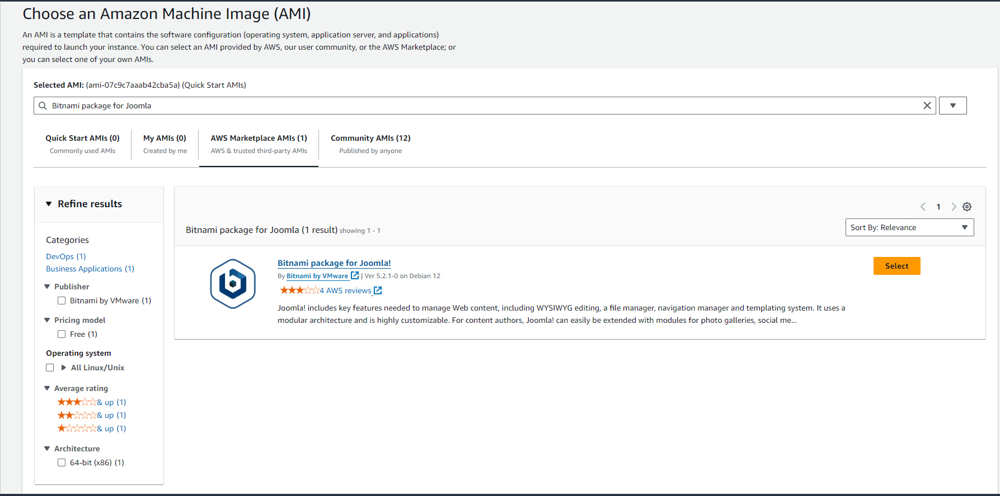 Choose an Amazon Machine Image (AMI)
An AMI is a template that contains the software configuration (operating system, application server, and applications)
required to launch your instance. You can select an AMI provided by AWS, our user community, or the AWS Marketplace; or
you can select one of your own AMIs.
Selected AMI: (ami-07c9c7aaab42cba5a) (Quick Start AMIs)
Bitnami package for Joomla
Quick Start AMIs (0)
Commonly used AMIs
My AMIs (0)
Created by me
AWS Marketplace AMIs (1)
AWS & trusted third-party AMIs
Community AMIs (12)
Published by anyone
Refine results
Categories
DevOps (1)
Business Applications (1)
Publisher
Bitnami by VMware (1)
Pricing model
Free (1)
Operating system
All Linux/Unix
Average rating
& up (1)
& up (1)
& up (1)
Architecture
64-bit (x86) (1)
1
Bitnami package for Joomla (1 result) showing 1 - 1
Sort By: Relevance
b
Bitnami package for Joomla!
By Bitnami by VMware | Ver 5.2.1-0 on Debian 12
4 AWS reviews
Joomla! includes key features needed to manage Web content, including WYSIWYG editing, a file manager, navigation manager and templating system. It uses a
modular architecture and is highly customizable. For content authors, Joomla! can easily be extended with modules for photo galleries, social me...
Select